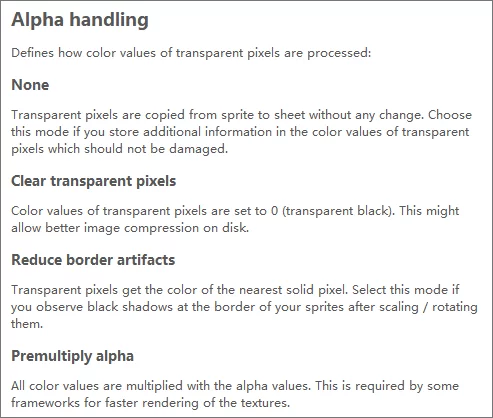 Alpha handling
Defines how color values of transparent pixels are processed:
None
Transparent pixels are copied from sprite to sheet without any change. Choose
this mode if you store additional information in the color values of transparent
pixels which should not be damaged.
Clear transparent pixels
Color values of transparent pixels are set to 0 (transparent black). This might
allow better image compression on disk.
Reduce border artifacts
Transparent pixels get the color of the nearest solid pixel. Select this mode if
you observe black shadows at the border of your sprites after scaling / rotating
them.
Premultiply alpha
All color values are multiplied with the alpha values. This is required by some
frameworks for faster rendering of the textures.